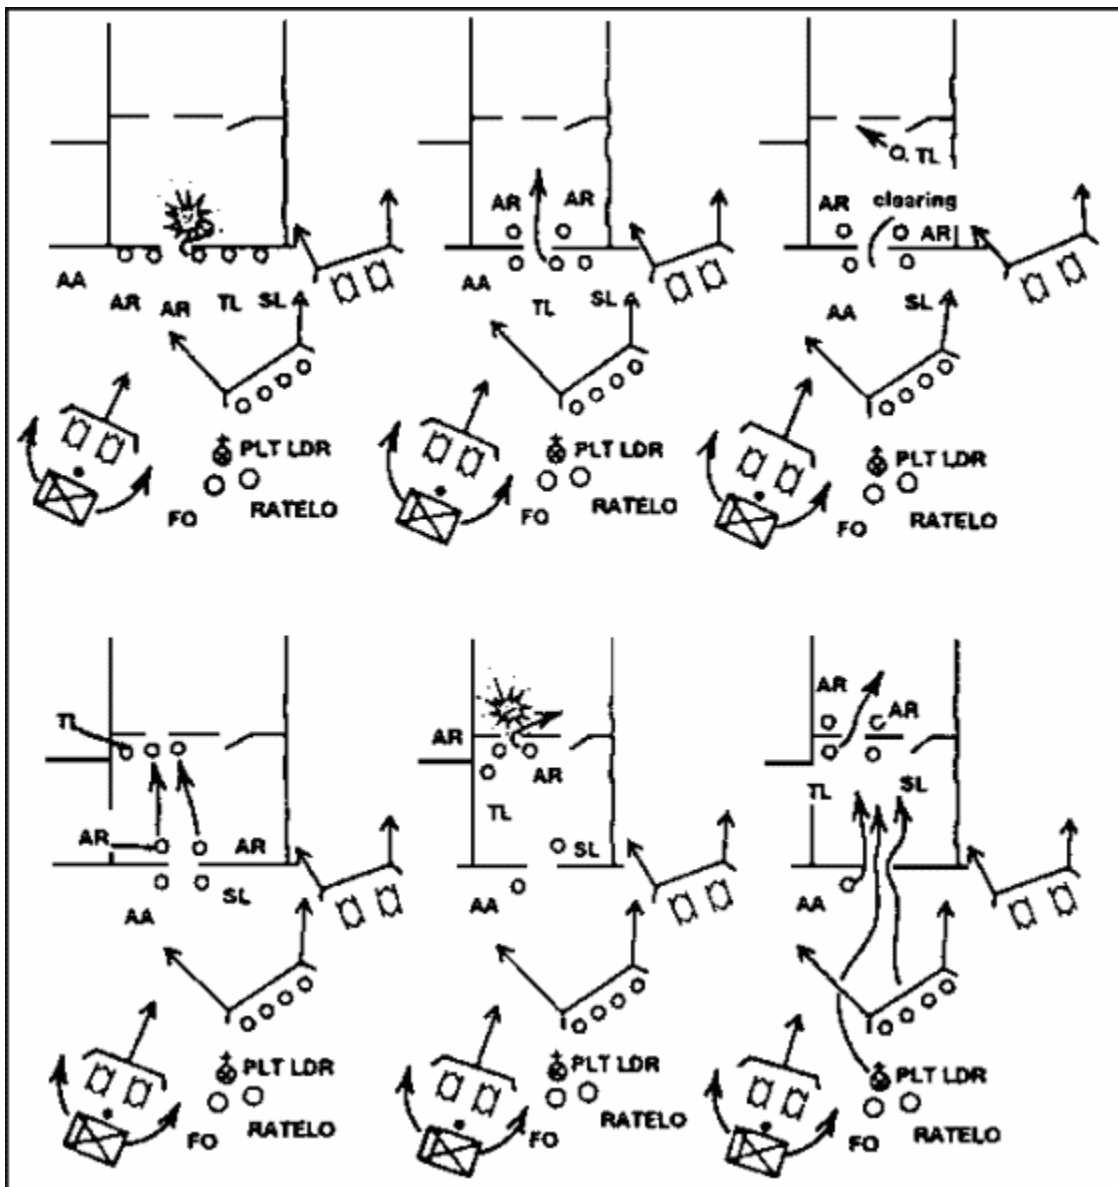 AA AR AR TL SL
PLT LDR
FO RATELO
AR AR
AA TL SL
PLT LDR
FO RATELO
TL
AR clearing
AR
AA SL
PLT LDR
FO RATELO
TL
AR AR
AA SL
PLT LDR
FO RATELO
AR
AR
TL
SL
AA
PLT LDR
FO RATELO
AR
AR
TL SL
AA
PLT LDR
FO RATELO